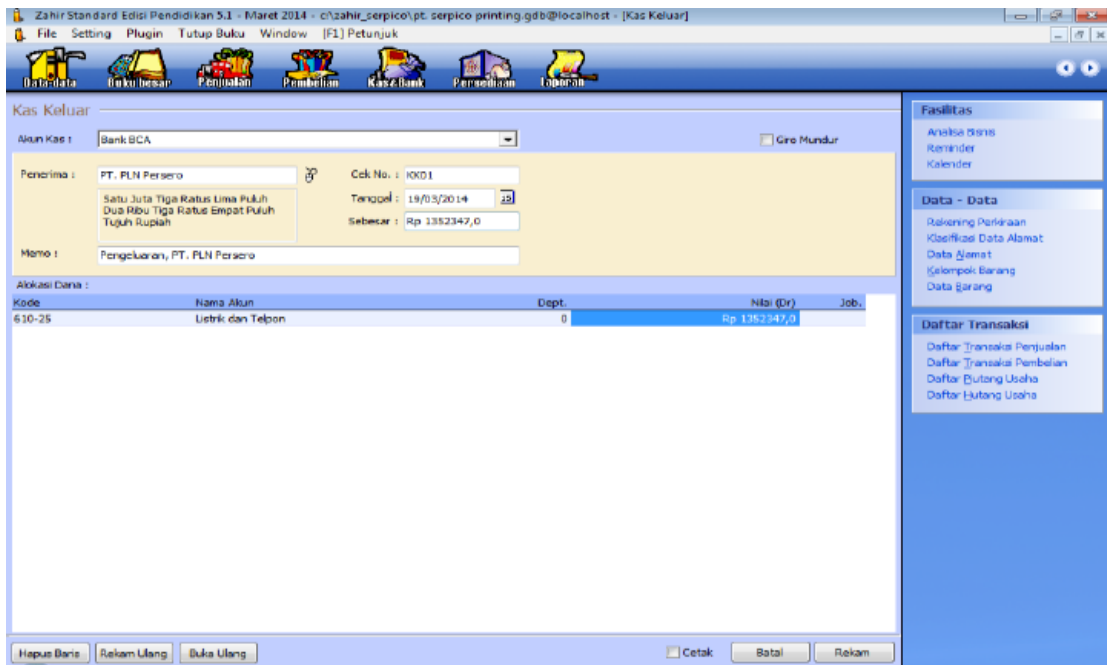 Zahir Standard Edisi Pendidikan 5.1 - Maret 2014 - c:\zahir_serpico\pt. serpico printing.gdb@localhost - [Kas Keluar]
File Setting Plugin Tutup Buku Window [F1] Petunjuk
Data-data Buku besar Penjualan Pembelian Kas&Bank Persediaan Laporan
Kas Keluar
Akun Kas : Bank BCA Giro Mundur
Penerima : PT. PLN Persero Cek No. : KK01
Satu Juta Tiga Ratus Lima Puluh
Dua Ribu Tiga Ratus Empat Puluh
Tujuh Rupiah
Tanggal : 19/03/2014
Sebesar : Rp 1352347,0
Memo : Pengeluaran, PT. PLN Persero
Alokasi Dana :
Kode Nama Akun Dept. Nilai (Dr) Job.
610-25 Listrik dan Telpon 0 Rp 1352347,0
Hapus Baris Rekam Ulang Buka Ulang Cetak Batal Rekam
Fasilitas
Analisa Bisnis
Reminder
Kalender
Data - Data
Rekening Perkiraan
Klasifikasi Data Alamat
Data Alamat
Kelompok Barang
Data Barang
Daftar Transaksi
Daftar Transaksi Penjualan
Daftar Transaksi Pembelian
Daftar Piutang Usaha
Daftar Hutang Usaha